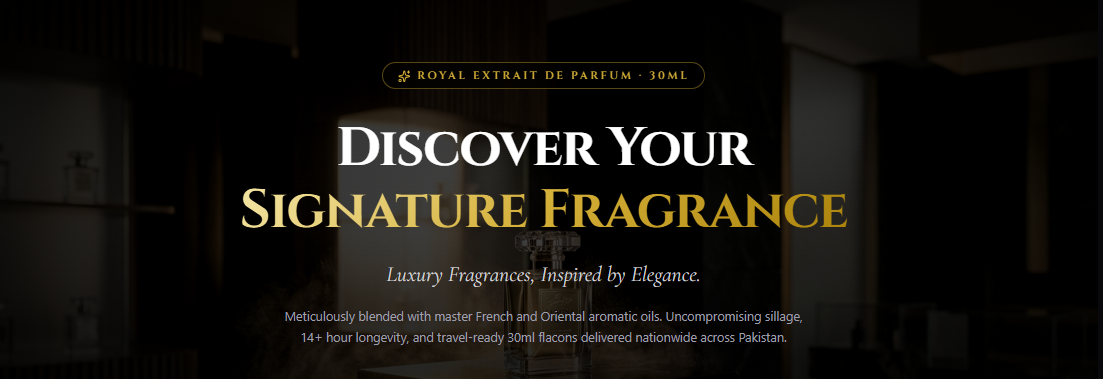 ROYAL EXTRAIT DE PARFUM · 30ML
DISCOVER YOUR
SIGNATURE FRAGRANCE
Luxury Fragrances, Inspired by Elegance.
Meticulously blended with master French and Oriental aromatic oils. Uncompromising sillage,
14+ hour longevity, and travel-ready 30ml flacons delivered nationwide across Pakistan.